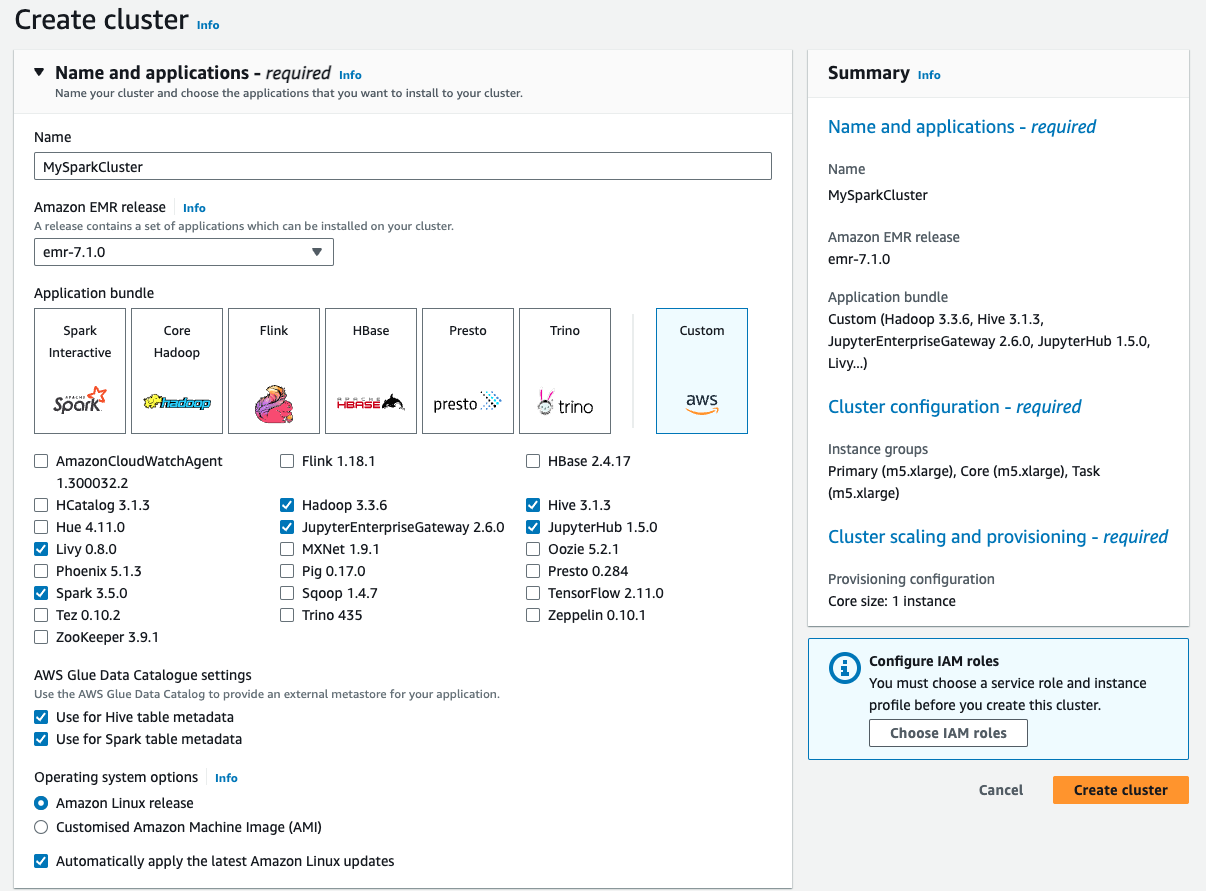 Create cluster Info
Name and applications - required Info
Name your cluster and choose the applications that you want to install to your cluster.
Name
MySparkCluster
Amazon EMR release Info
A release contains a set of applications which can be installed on your cluster.
emr-7.1.0
Application bundle
Spark Interactive
APACHE Spark
Core Hadoop
hadoop
Flink
HBase
APACHE HBASE
Presto
presto
Trino
trino
Custom
aws
AmazonCloudWatchAgent 1.300032.2
Flink 1.18.1
HBase 2.4.17
HCatalog 3.1.3
Hadoop 3.3.6
Hive 3.1.3
Hue 4.11.0
JupyterEnterpriseGateway 2.6.0
JupyterHub 1.5.0
Livy 0.8.0
MXNet 1.9.1
Oozie 5.2.1
Phoenix 5.1.3
Pig 0.17.0
Presto 0.284
Spark 3.5.0
Sqoop 1.4.7
TensorFlow 2.11.0
Tez 0.10.2
Trino 435
Zeppelin 0.10.1
ZooKeeper 3.9.1
AWS Glue Data Catalogue settings
Use the AWS Glue Data Catalog to provide an external metastore for your application.
Use for Hive table metadata
Use for Spark table metadata
Operating system options Info
Amazon Linux release
Customised Amazon Machine Image (AMI)
Automatically apply the latest Amazon Linux updates
Summary Info
Name and applications - required
Name
MySparkCluster
Amazon EMR release
emr-7.1.0
Application bundle
Custom (Hadoop 3.3.6, Hive 3.1.3,
JupyterEnterpriseGateway 2.6.0, JupyterHub 1.5.0,
Livy...)
Cluster configuration - required
Instance groups
Primary (m5.xlarge), Core (m5.xlarge), Task
(m5.xlarge)
Cluster scaling and provisioning - required
Provisioning configuration
Core size: 1 instance
Configure IAM roles
You must choose a service role and instance
profile before you create this cluster.
Choose IAM roles
Cancel
Create cluster